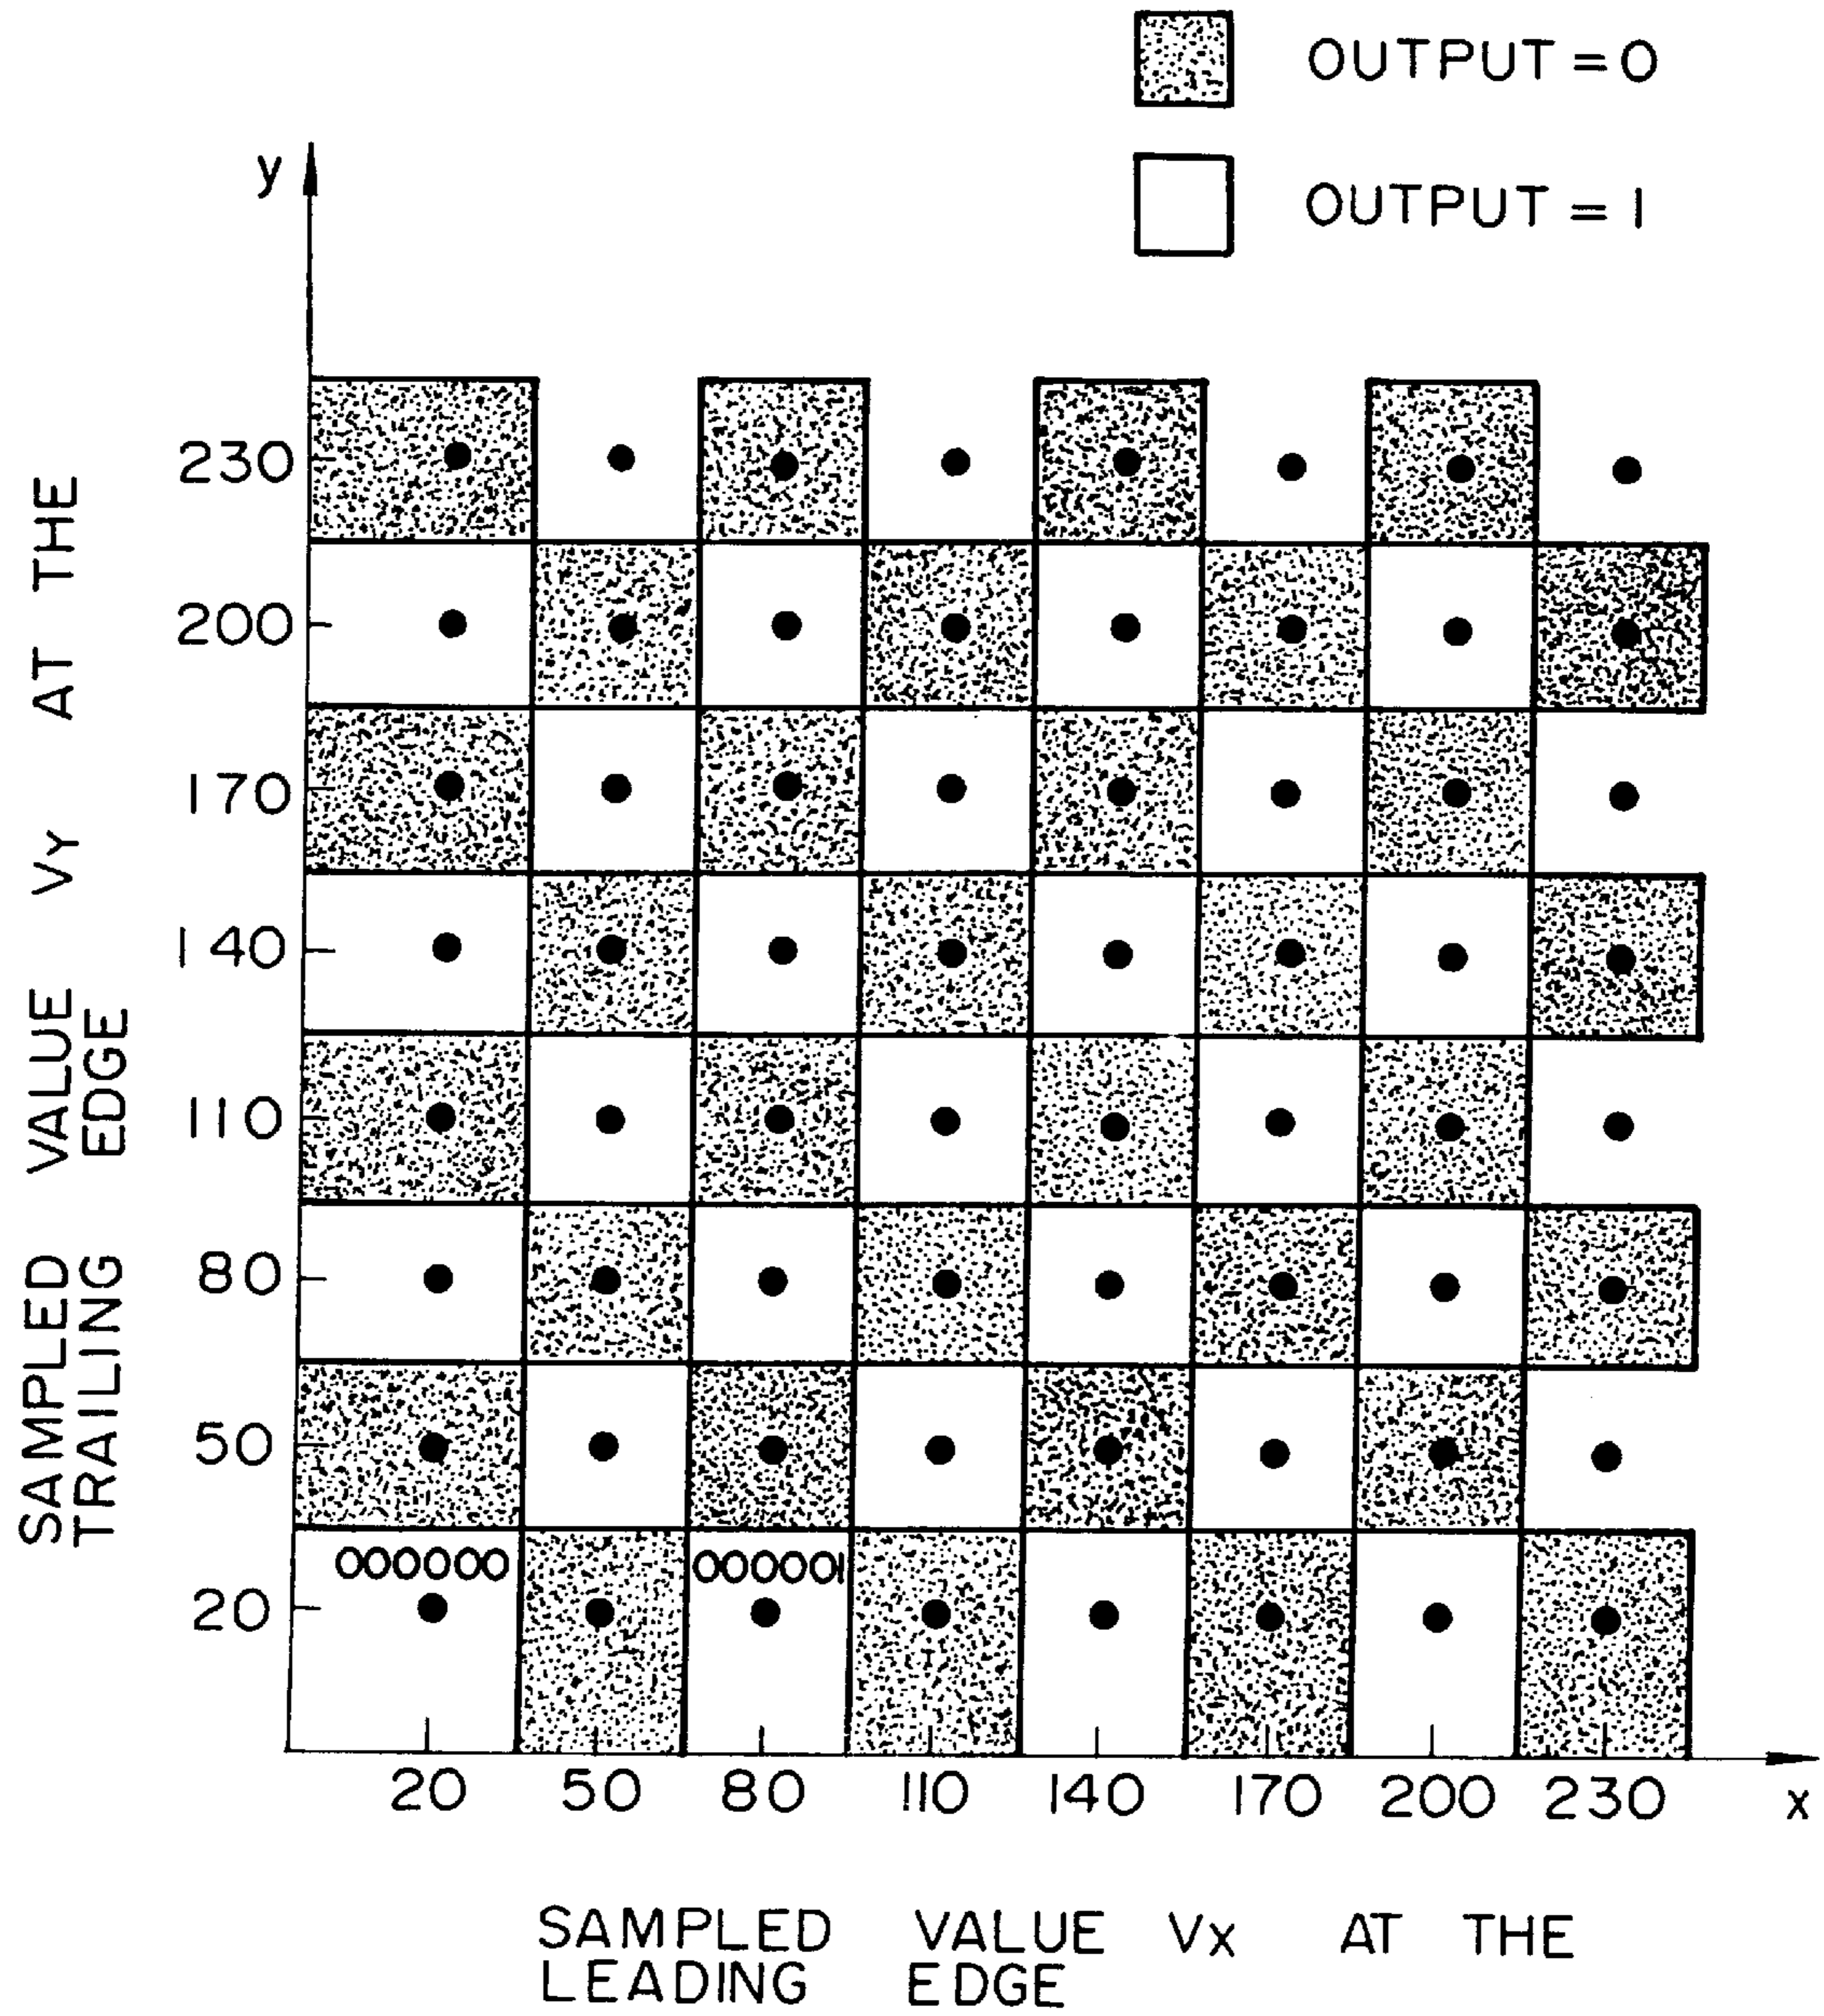 OUTPUT = 0
OUTPUT = 1
y
230
200
170
140
110
80
50
20
SAMPLED VALUE VY AT THE
TRAILING EDGE
000000
000001
20 50 80 110 140 170 200 230 x
SAMPLED VALUE Vx AT THE
LEADING EDGE